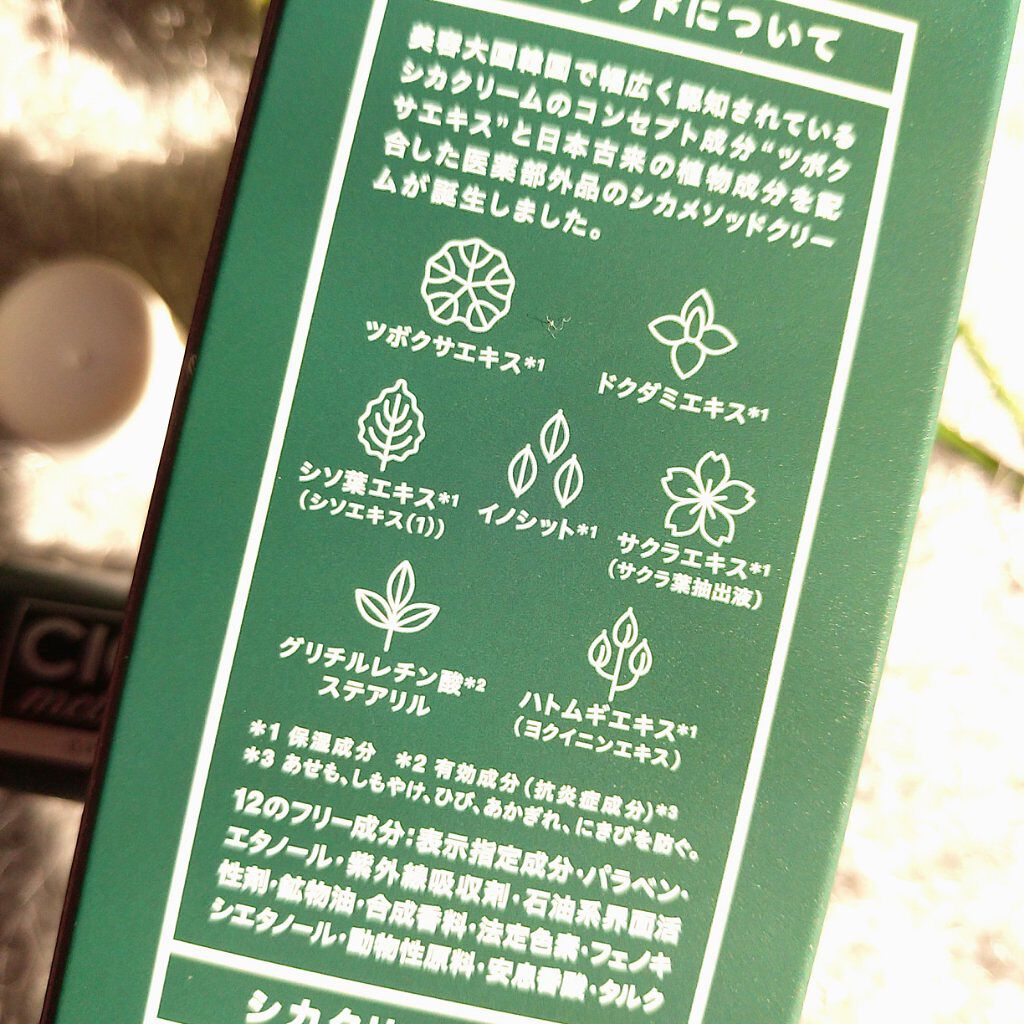 ソッドについて
美容大国韓国で幅広く認知されている
シカクリームのコンセプト成分“ツボク
サエキス”と日本古来の植物成分を配
合した医薬部外品のシカメソッドクリー
ムが誕生しました。
ツボクサエキス*1
ドクダミエキス*1
シソ葉エキス*1
(シソエキス(1))
イノシット*1
サクラエキス*1
(サクラ葉抽出液)
グリチルレチン酸*2
ステアリル
ハトムギエキス*1
(ヨクイニンエキス)
*1 保湿成分 *2 有効成分(抗炎症成分)*3
*3 あせも、しもやけ、ひび、あかぎれ、にきびを防ぐ。
12のフリー成分:表示指定成分・パラベン・
エタノール・紫外線吸収剤・石油系界面活
性剤・鉱物油・合成香料・法定色素・フェノキ
シエタノール・動物性原料・安息香酸・タルク
シカクリ
CIC